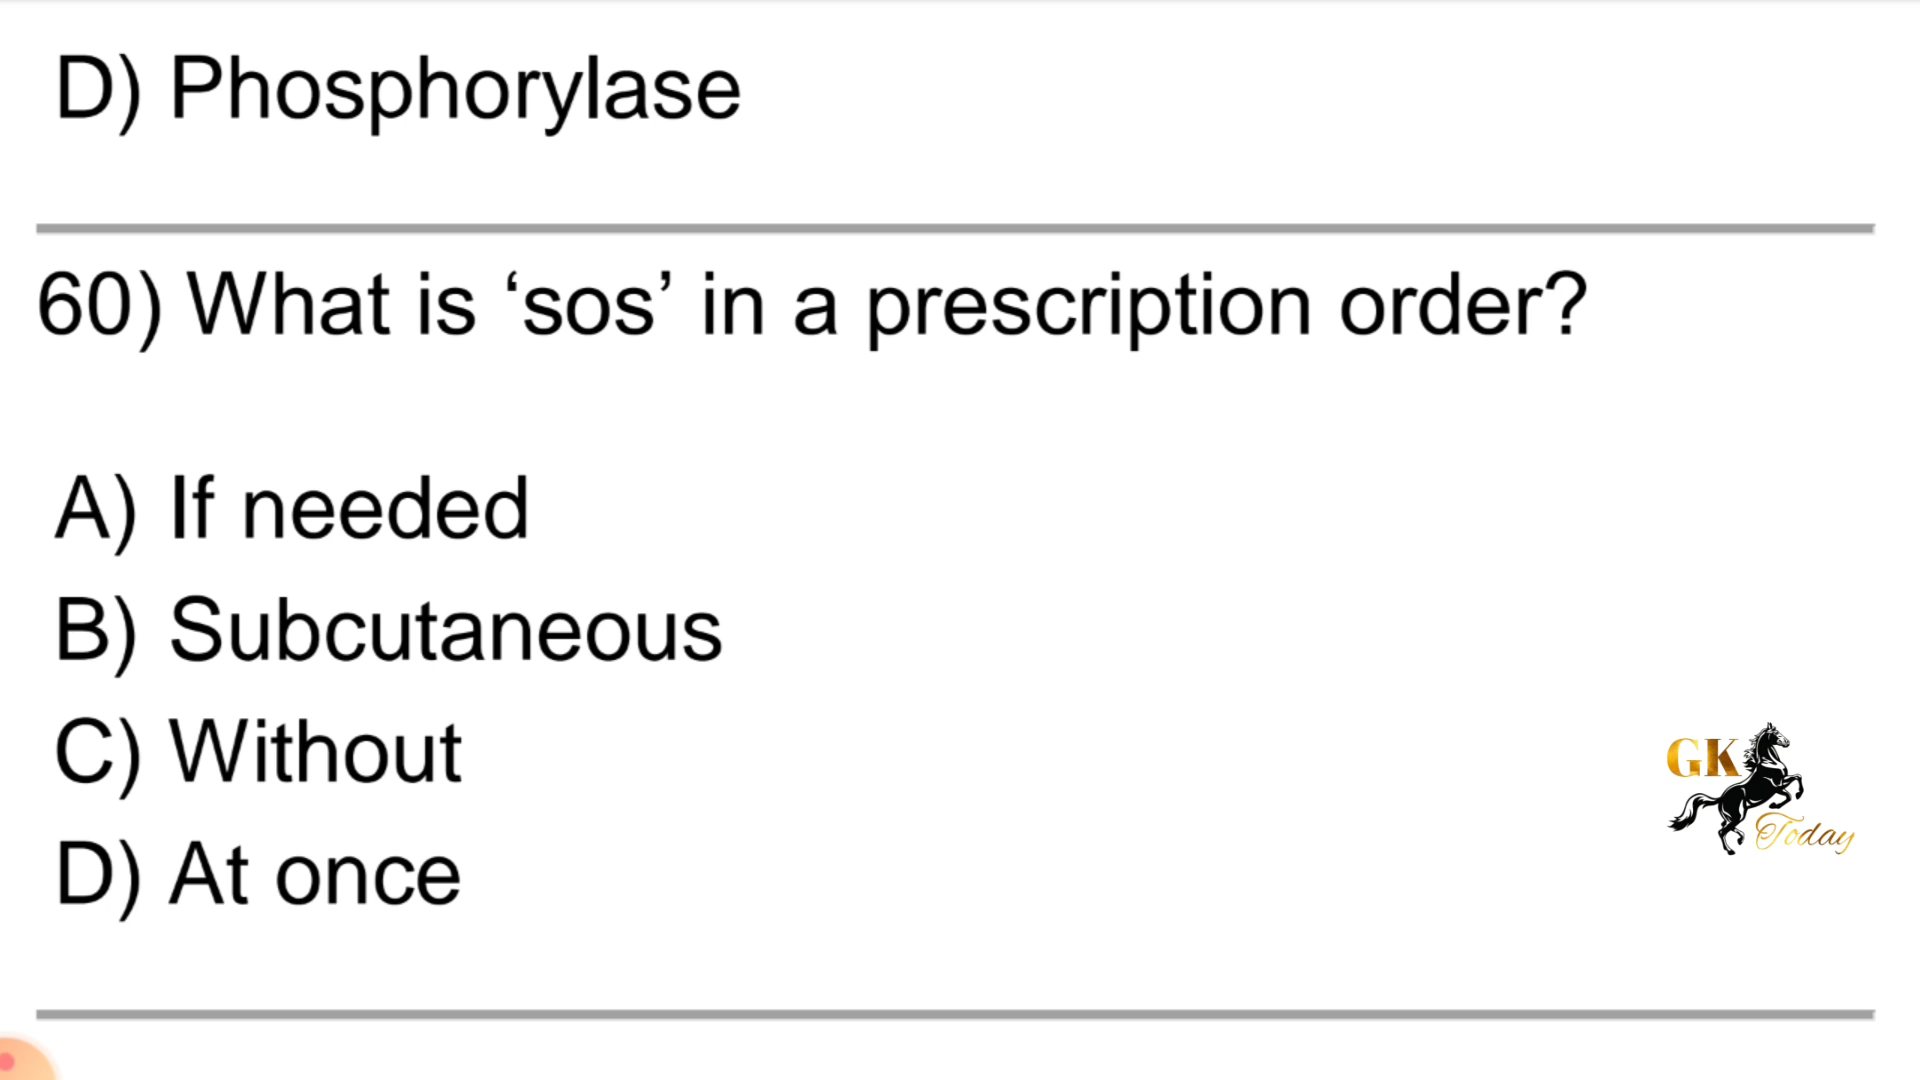 D) Phosphorylase
60) What is ‘sos’ in a prescription order?
A) If needed
B) Subcutaneous
C) Without
D) At once
GK
Today